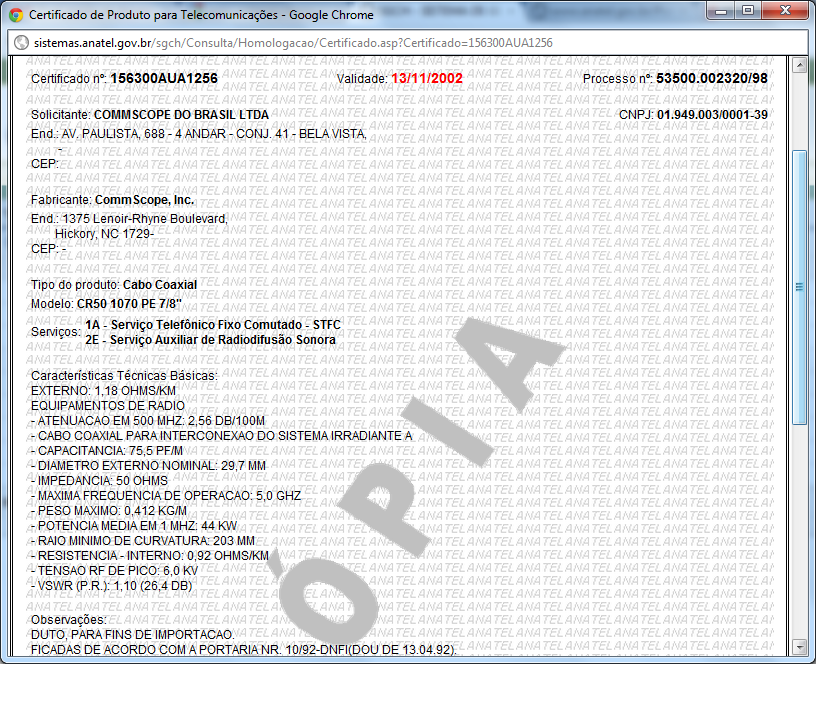 Certificado de Produto para Telecomunicações - Google Chrome
sistemas.anatel.gov.br/sgch/Consulta/Homologacao/Certificado.asp?Certificado=156300AUA1256
Certificado nº: 156300AUA1256 Validade: 13/11/2002 Processo nº: 53500.002320/98
Solicitante: COMMSCOPE DO BRASIL LTDA CNPJ: 01.949.003/0001-39
End.: AV. PAULISTA, 688 - 4 ANDAR - CONJ. 41 - BELA VISTA,
-
CEP:
Fabricante: CommScope, Inc.
End.: 1375 Lenoir-Rhyne Boulevard,
Hickory, NC 1729-
CEP: -
Tipo do produto: Cabo Coaxial
Modelo: CR50 1070 PE 7/8"
Serviços: 1A - Serviço Telefônico Fixo Comutado - STFC
2E - Serviço Auxiliar de Radiodifusão Sonora
Características Técnicas Básicas:
EXTERNO: 1,18 OHMS/KM
EQUIPAMENTOS DE RADIO
- ATENUACAO EM 500 MHZ: 2,56 DB/100M
- CABO COAXIAL PARA INTERCONEXAO DO SISTEMA IRRADIANTE A
- CAPACITANCIA: 75,5 PF/M
- DIAMETRO EXTERNO NOMINAL: 29,7 MM
- IMPEDANCIA: 50 OHMS
- MAXIMA FREQUENCIA DE OPERACAO: 5,0 GHZ
- PESO MAXIMO: 0,412 KG/M
- POTENCIA MEDIA EM 1 MHZ: 44 KW
- RAIO MINIMO DE CURVATURA: 203 MM
- RESISTENCIA - INTERNO: 0,92 OHMS/KM
- TENSAO RF DE PICO: 6,0 KV
- VSWR (P.R.): 1,10 (26,4 DB)
Observações:
DUTO, PARA FINS DE IMPORTACAO.
FICADAS DE ACORDO COM A PORTARIA NR. 10/92-DNFI(DOU DE 13.04.92).
ÓPIA